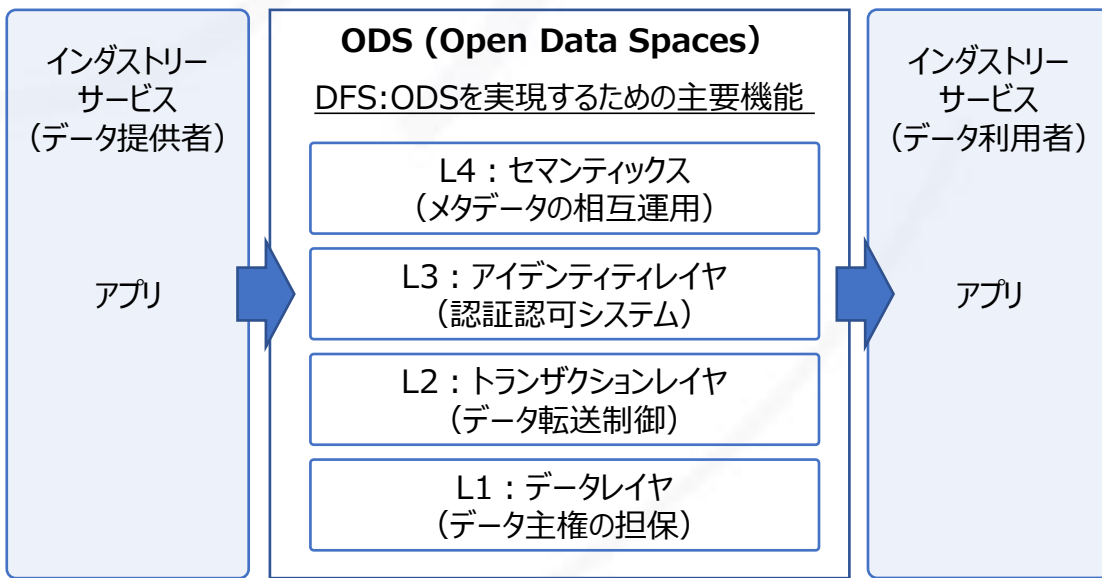 インダストリー
サービス
（データ提供者）
アプリ
ODS (Open Data Spaces）
DFS:ODSを実現するための主要機能
L4：セマンティックス
（メタデータの相互運用）
L3：アイデンティティレイヤ
（認証認可システム）
L2：トランザクションレイヤ
（データ転送制御）
L1：データレイヤ
（データ主権の担保）
インダストリー
サービス
（データ利用者）
アプリ